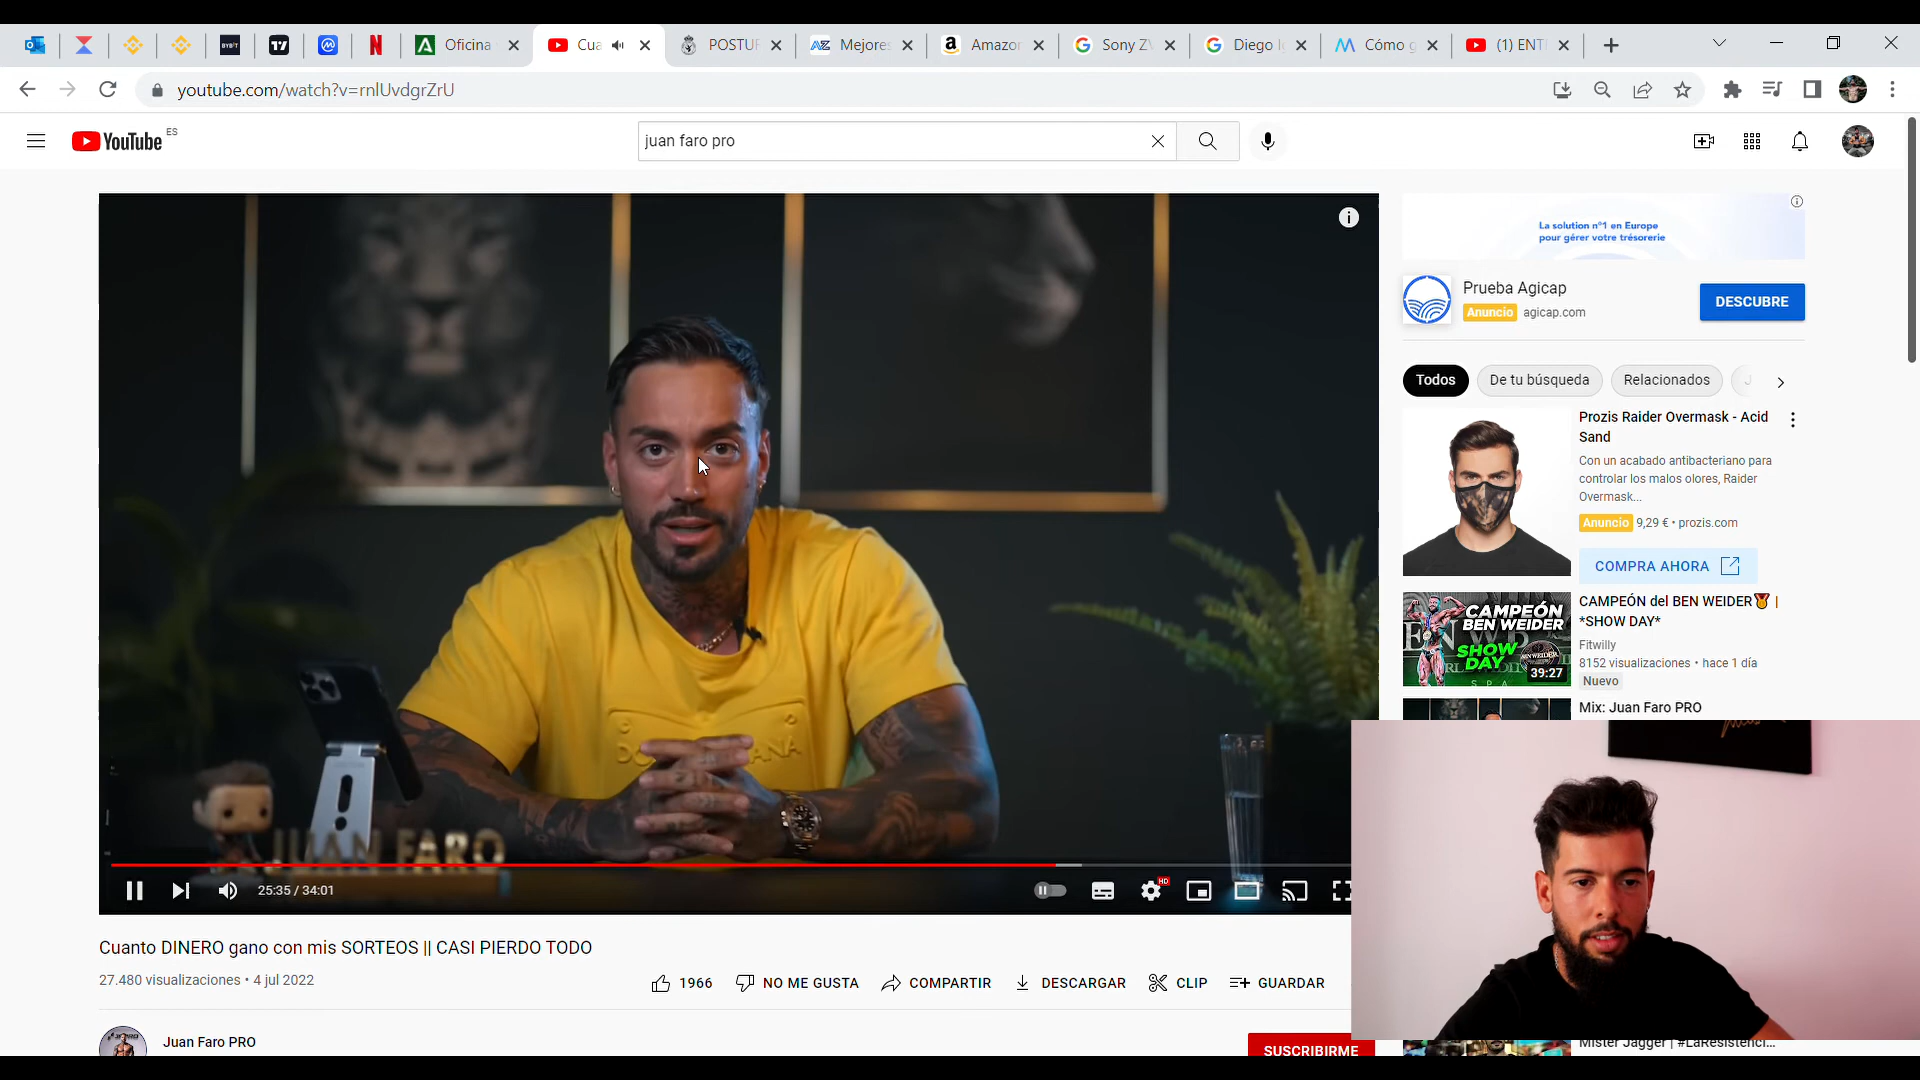 Oficina
Cua
POSTUF
Mejore
Amazo
Sony Z
Diego I
Cómo g
(1) ENT
youtube.com/watch?v=rnlUvdgrZrU
YouTube ES
juan faro pro
La solution n°1 en Europe
pour gérer votre trésorerie
Prueba Agicap
Anuncio agicap.com
DESCUBRE
Todos
De tu búsqueda
Relacionados
Prozis Raider Overmask - Acid
Sand
Con un acabado antibacteriano para
controlar los malos olores, Raider
Overmask...
Anuncio 9,29 € • prozis.com
COMPRA AHORA
CAMPEÓN
BEN WEIDER
SHOW
DAY
39:27
CAMPEÓN del BEN WEIDER🏅 |
*SHOW DAY*
Fitwilly
8152 visualizaciones • hace 1 día
Nuevo
Mix: Juan Faro PRO
JUAN FARO
25:35 / 34:01
HD
Cuanto DINERO gano con mis SORTEOS || CASI PIERDO TODO
27.480 visualizaciones • 4 jul 2022
1966
NO ME GUSTA
COMPARTIR
DESCARGAR
CLIP
GUARDAR
Juan Faro PRO
SUSCRIBIRME
Mister Jagger | #LaResistenci...